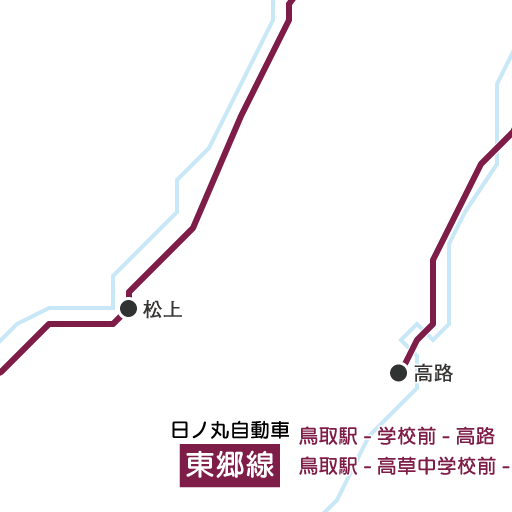 松上
高路
日ノ丸自動車
東郷線
鳥取駅 - 学校前 - 高路
鳥取駅 - 高草中学校前 -